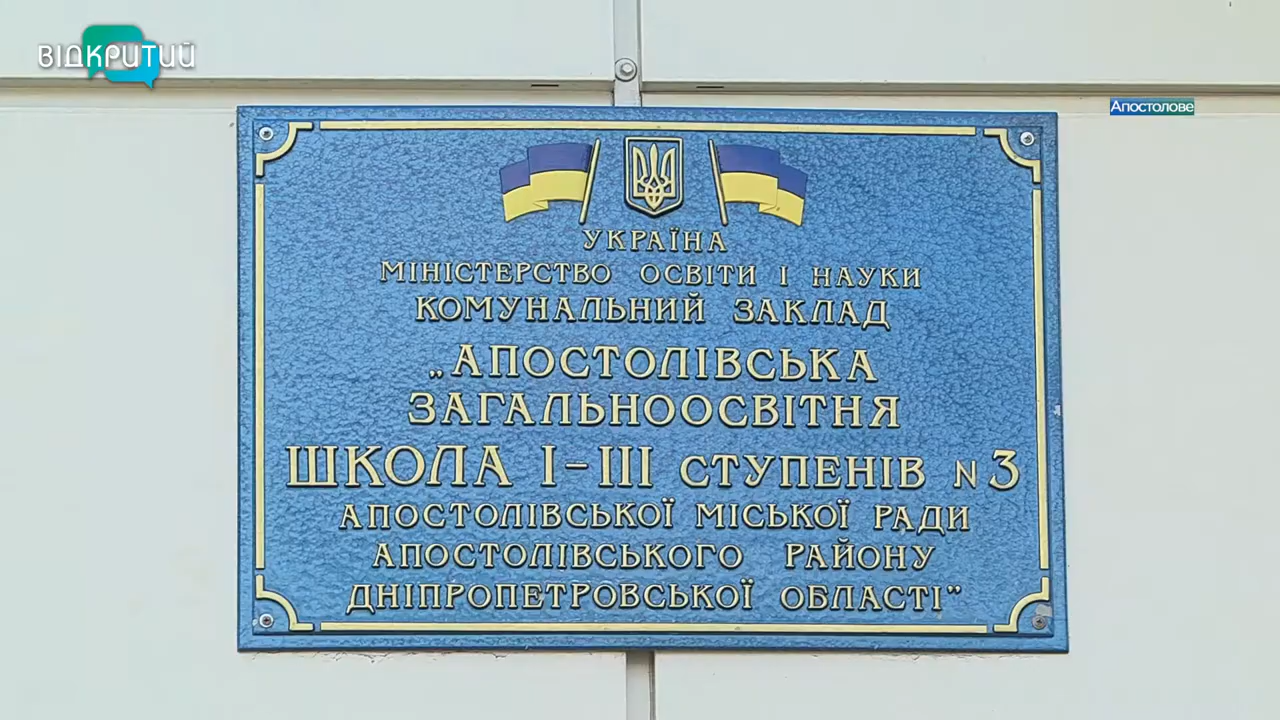 ВІДКРИТИЙ
Апостолове
УКРАЇНА
МІНІСТЕРСТВО ОСВІТИ І НАУКИ
КОМУНАЛЬНИЙ ЗАКЛАД
„АПОСТОЛІВСЬКА
ЗАГАЛЬНООСВІТНЯ
ШКОЛА І–ІІІ СТУПЕНІВ N 3
АПОСТОЛІВСЬКОЇ МІСЬКОЇ РАДИ
АПОСТОЛІВСЬКОГО РАЙОНУ
ДНІПРОПЕТРОВСЬКОЇ ОБЛАСТІ”